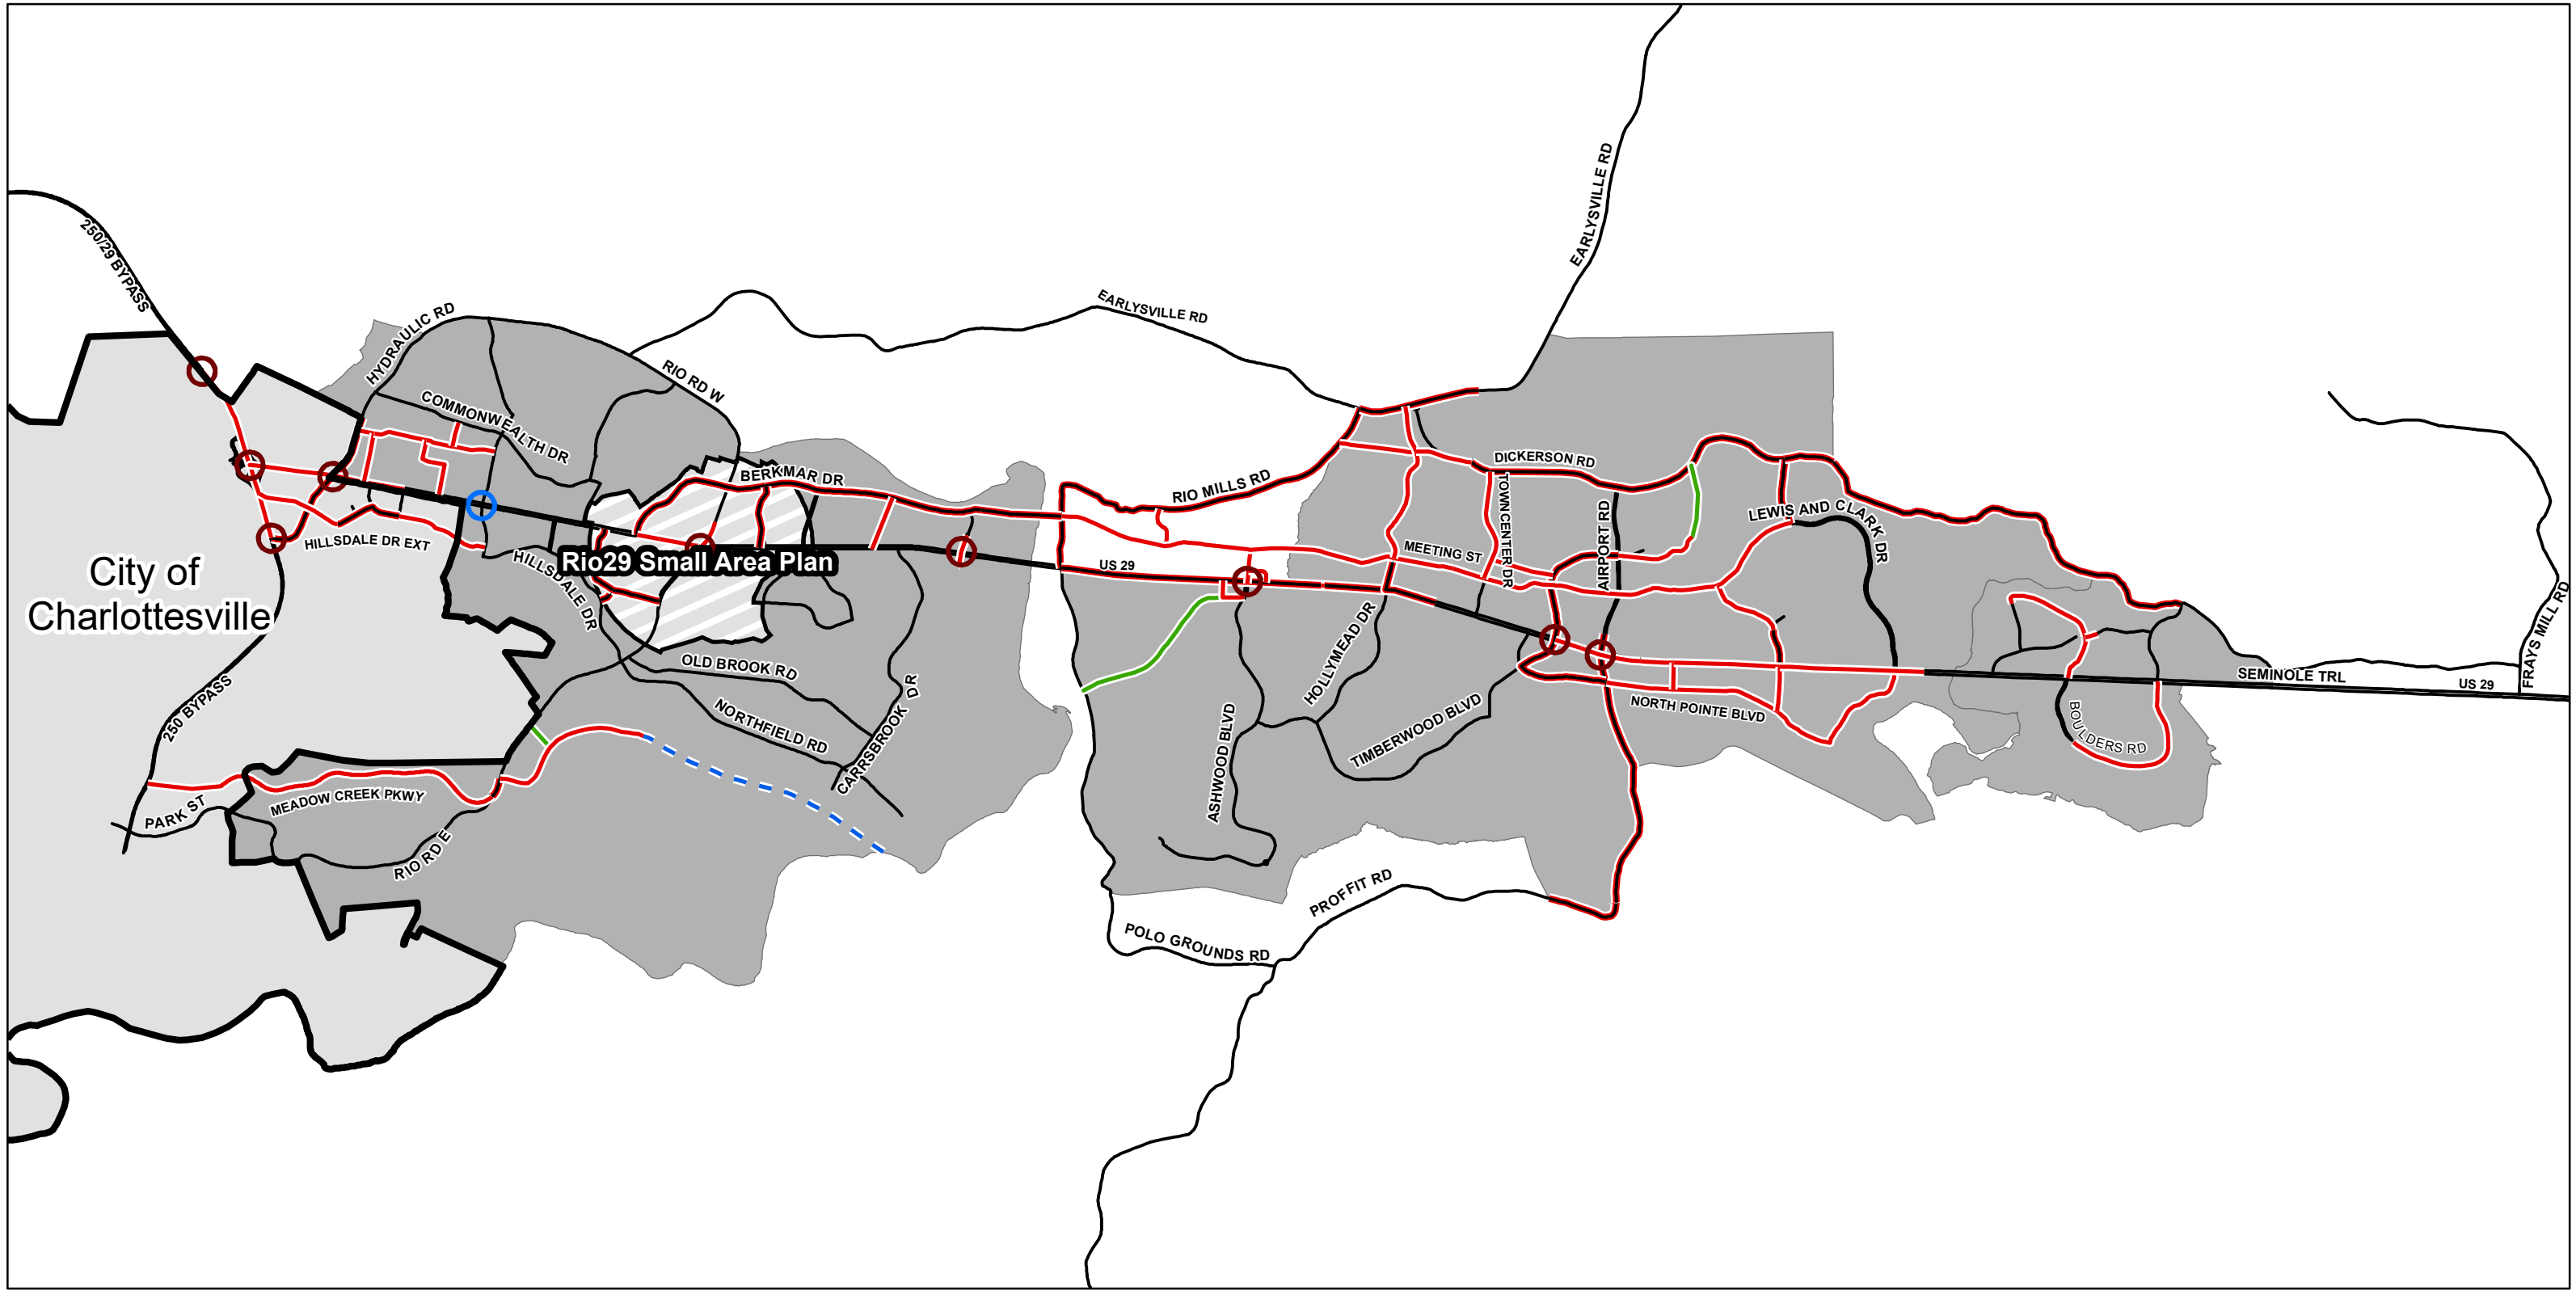 EARLYSVILLE RD
250/29 BYPASS
EARLYSVILLE RD
HYDRAULIC RD
RIO RD W
COMMONWEALTH DR
DICKERSON RD
BERKMAR DR
RIO MILLS RD
TOWN CENTER DR
AIRPORT RD
LEWIS AND CLARK DR
HILLSDALE DR EXT
MEETING ST
US 29
Rio29 Small Area Plan
HILLSDALE DR
City of
Charlottesville
FRAYS MILL RD
HOLLYMEAD DR
OLD BROOK RD
SEMINOLE TRL
US 29
250 BYPASS
NORTHFIELD RD
CARRSBROOK DR
ASHWOOD BLVD
TIMBERWOOD BLVD
NORTH POINTE BLVD
BOULDERS RD
MEADOW CREEK PKWY
PARK ST
RIO RD E
PROFFIT RD
POLO GROUNDS RD